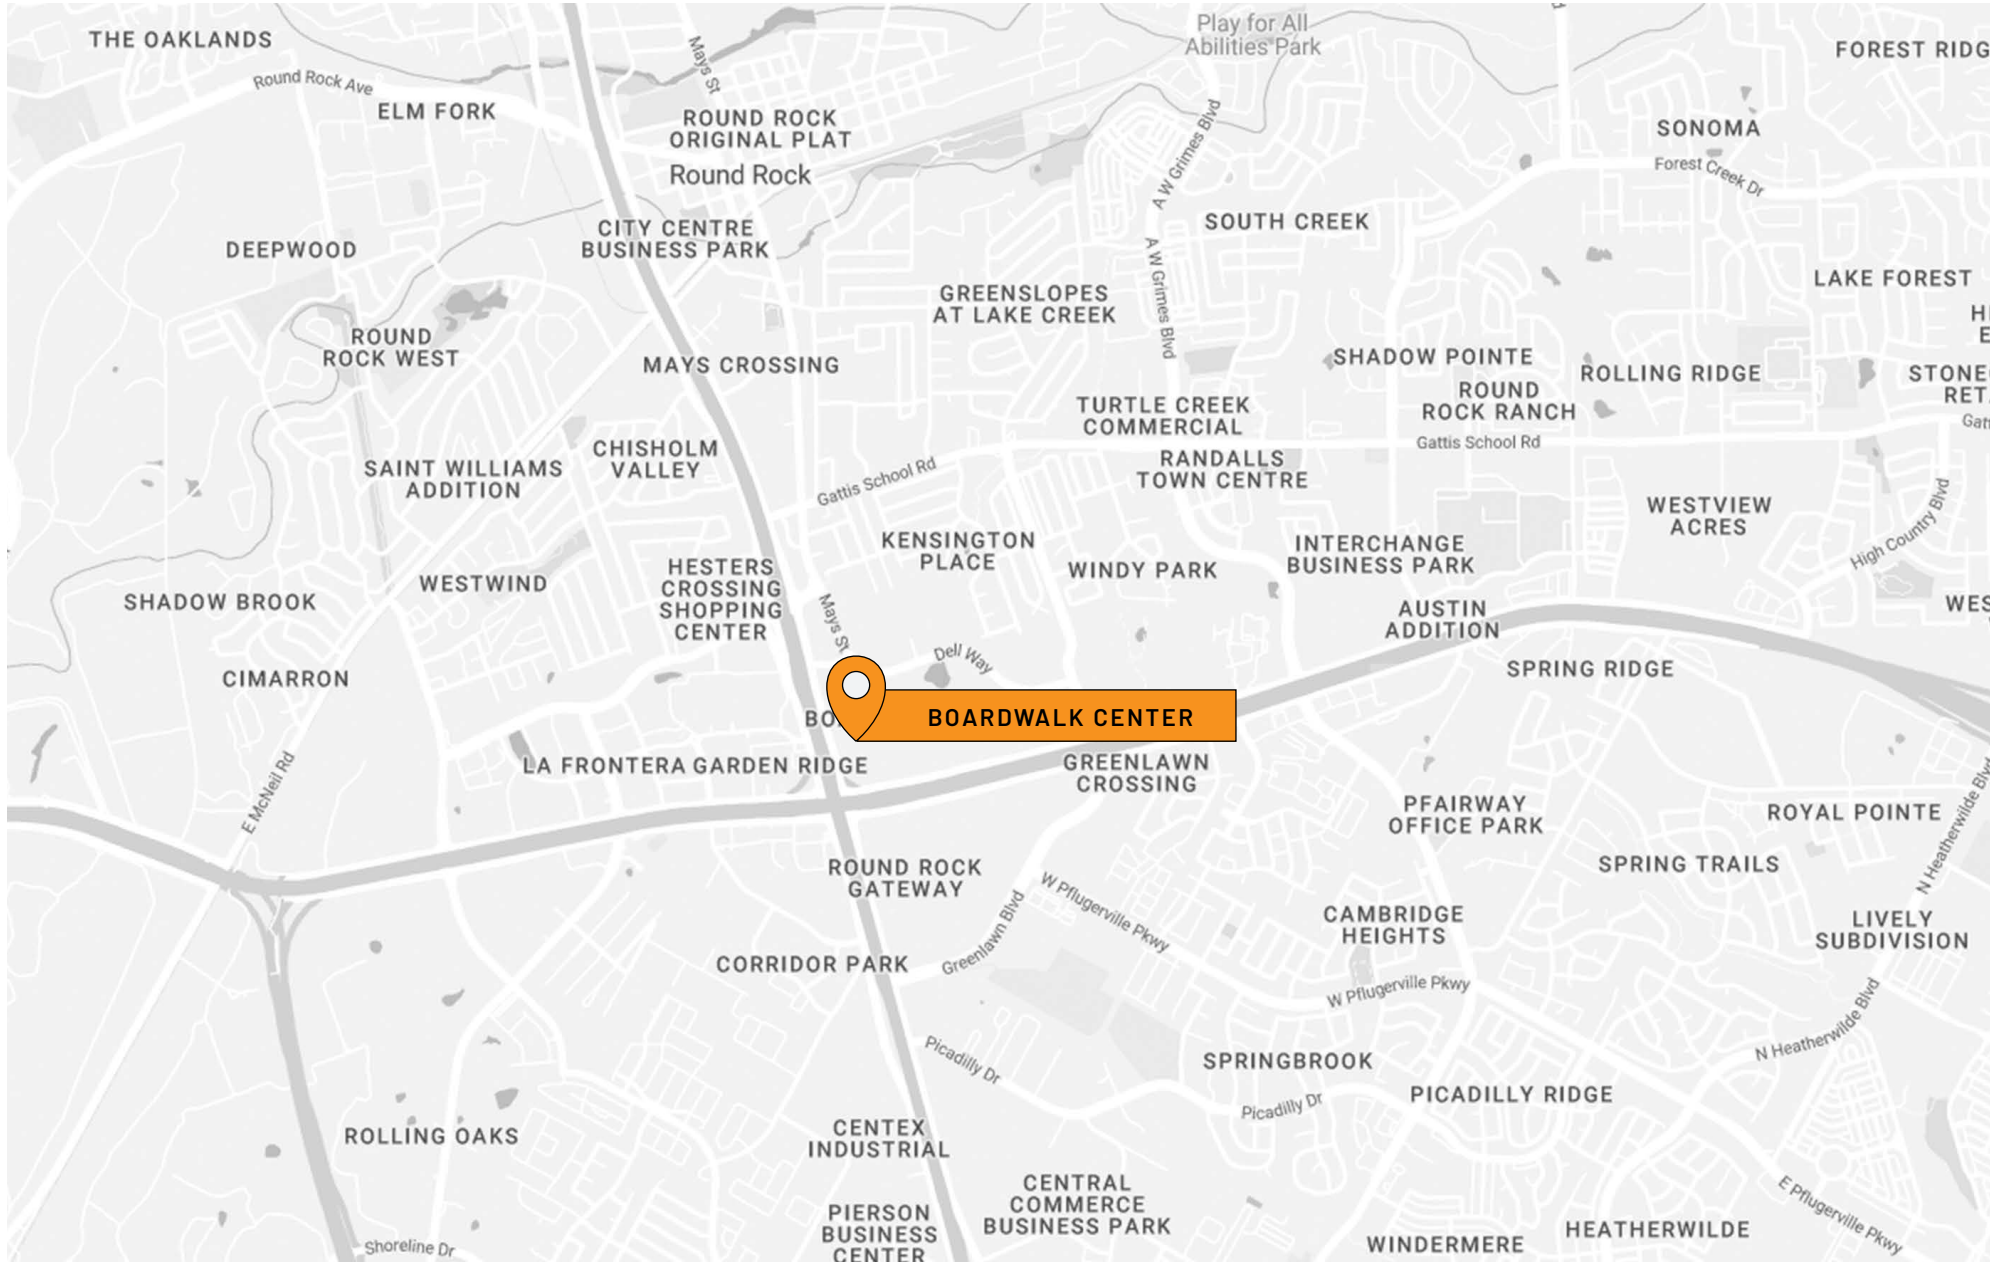 Play for All
Abilities Park
THE OAKLANDS
Mays St
FOREST RIDG
Round Rock Ave
ELM FORK
ROUND ROCK
ORIGINAL PLAT
Round Rock
A W Grimes Blvd
SONOMA
Forest Creek Dr
SOUTH CREEK
CITY CENTRE
BUSINESS PARK
DEEPWOOD
A W Grimes Blvd
LAKE FOREST
GREENSLOPES
AT LAKE CREEK
H
E
ROUND
ROCK WEST
MAYS CROSSING
SHADOW POINTE
ROLLING RIDGE
STONE
RET
ROUND
ROCK RANCH
TURTLE CREEK
COMMERCIAL
Gatt
Gattis School Rd
CHISHOLM
VALLEY
SAINT WILLIAMS
ADDITION
Gattis School Rd
RANDALLS
TOWN CENTRE
WESTVIEW
ACRES
High Country Blvd
KENSINGTON
PLACE
INTERCHANGE
BUSINESS PARK
WINDY PARK
HESTERS
CROSSING
SHOPPING
CENTER
WESTWIND
SHADOW BROOK
Mays St
AUSTIN
ADDITION
WES
Dell Way
SPRING RIDGE
CIMARRON
BO
BOARDWALK CENTER
LA FRONTERA
GARDEN RIDGE
GREENLAWN
CROSSING
E McNeil Rd
PFAIRWAY
OFFICE PARK
ROYAL POINTE
N Heatherwilde Blvd
SPRING TRAILS
ROUND ROCK
GATEWAY
W Pflugerville Pkwy
Greenlawn Blvd
CAMBRIDGE
HEIGHTS
LIVELY
SUBDIVISION
CORRIDOR PARK
W Pflugerville Pkwy
N Heatherwilde Blvd
Picadilly Dr
SPRINGBROOK
PICADILLY RIDGE
Picadilly Dr
ROLLING OAKS
CENTEX
INDUSTRIAL
CENTRAL
COMMERCE
BUSINESS PARK
PIERSON
BUSINESS
CENTER
E Pflugerville Pkwy
HEATHERWILDE
WINDERMERE
Shoreline Dr